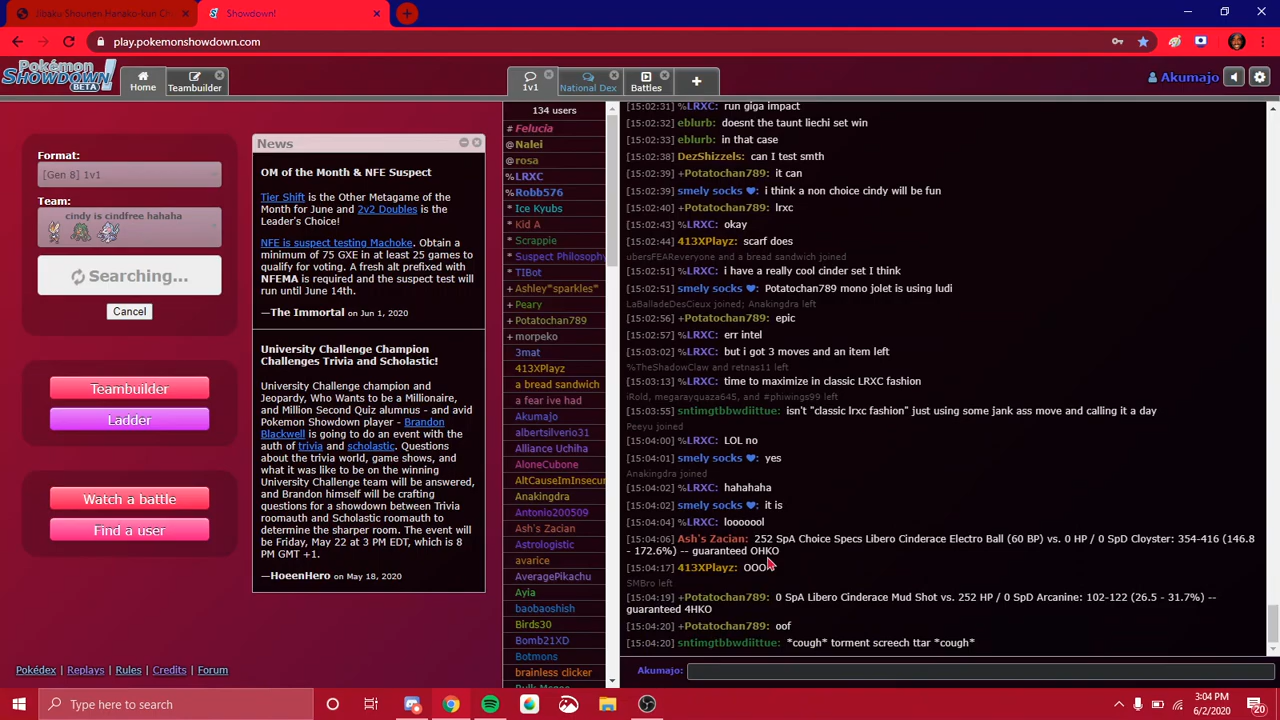 Jibaku Shounen Hanako-kun Ch
Showdown!
play.pokemonshowdown.com
Pokémon
SHOWDOWN!
BETA
Home
Teambuilder
1v1
National Dex
Battles
Akumajo
Format:
[Gen 8] 1v1
Team:
cindy is cindfree hahaha
Searching...
Cancel
Teambuilder
Ladder
Watch a battle
Find a user
Pokédex | Replays | Rules | Credits | Forum
News
OM of the Month & NFE Suspect
Tier Shift is the Other Metagame of the
Month for June and 2v2 Doubles is the
Leader's Choice!
NFE is suspect testing Machoke. Obtain a
minimum of 75 GXE in at least 25 games to
qualify for voting. A fresh alt prefixed with
NFEMA is required and the suspect test will
run until June 14th.
—The Immortal on Jun 1, 2020
University Challenge Champion
Challenges Trivia and Scholastic!
University Challenge champion and
Jeopardy, Who Wants to be a Millionaire,
and Million Second Quiz alumnus - and avid
Pokemon Showdown player - Brandon
Blackwell is going to do an event with the
auth of trivia and scholastic. Questions
about the trivia world, game shows, and
what it was like to be on the winning
University Challenge team will be answered,
and Brandon himself will be crafting
questions for a showdown between Trivia
roomauth and Scholastic roomauth to
determine the sharper room. The event will
be Friday, May 22 at 3 PM EDT, which is 8
PM GMT +1.
—HoeenHero on May 18, 2020
134 users
# Felucia
@ Nalei
@ rosa
% LRXC
% Robb576
* Ice Kyubs
* Kid A
* Scrappie
* Suspect Philosophy
* TIBot
+ Ashley*sparkles*
+ Peary
+ Potatochan789
+ morpeko
3mat
413XPlayz
a bread sandwich
a fear ive had
Akumajo
albertsilverio31
Alliance Uchiha
AloneCubone
AltCauseImInsecur
Anakingdra
Antonio200509
Ash's Zacian
Astrologistic
avarice
AveragePikachu
Ayia
baobaoshish
Birds30
Bomb21XD
Botmons
brainless clicker
[15:02:31] %LRXC: run giga impact
[15:02:32] eblurb: doesnt the taunt liechi set win
[15:02:33] eblurb: in that case
[15:02:38] DezShizzels: can I test smth
[15:02:39] +Potatochan789: it can
[15:02:39] smely socks 💙: i think a non choice cindy will be fun
[15:02:40] +Potatochan789: lrxc
[15:02:43] %LRXC: okay
[15:02:44] 413XPlayz: scarf does
ubersFEAReveryone and a bread sandwich joined
[15:02:51] %LRXC: i have a really cool cinder set I think
[15:02:51] smely socks 💙: Potatochan789 mono jolet is using ludi
LaBalladeDesCieux joined; Anakingdra left
[15:02:56] +Potatochan789: epic
[15:02:57] %LRXC: err intel
[15:03:02] %LRXC: but i got 3 moves and an item left
%TheShadowClaw and retnas11 left
[15:03:13] %LRXC: time to maximize in classic LRXC fashion
iRold, megarayquaza645, and #phiwings99 left
[15:03:55] sntimgtbbwdiittue: isn't "classic lrxc fashion" just using some jank ass move and calling it a day
Peeyu joined
[15:04:00] %LRXC: LOL no
[15:04:01] smely socks 💙: yes
Anakingdra joined
[15:04:02] %LRXC: hahahaha
[15:04:02] smely socks 💙: it is
[15:04:04] %LRXC: looooool
[15:04:06] Ash's Zacian: 252 SpA Choice Specs Libero Cinderace Electro Ball (60 BP) vs. 0 HP / 0 SpD Cloyster: 354-416 (146.8
- 172.6%) -- guaranteed OHKO
[15:04:17] 413XPlayz:
SMBro left
[15:04:19] +Potatochan789: 0 SpA Libero Cinderace Mud Shot vs. 252 HP / 0 SpD Arcanine: 102-122 (26.5 - 31.7%) --
guaranteed 4HKO
[15:04:20] +Potatochan789: oof
[15:04:20] sntimgtbbwdiittue: *cough* torment screech ttar *cough*
Akumajo:
Type here to search
3:04 PM
6/2/2020
20